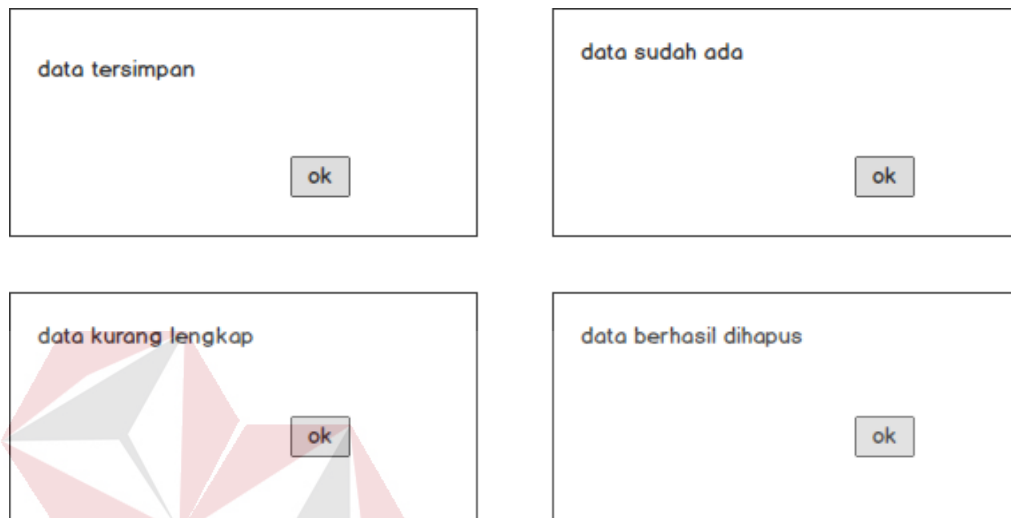 data tersimpan
ok
data sudah ada
ok
data kurang lengkap
ok
data berhasil dihapus
ok